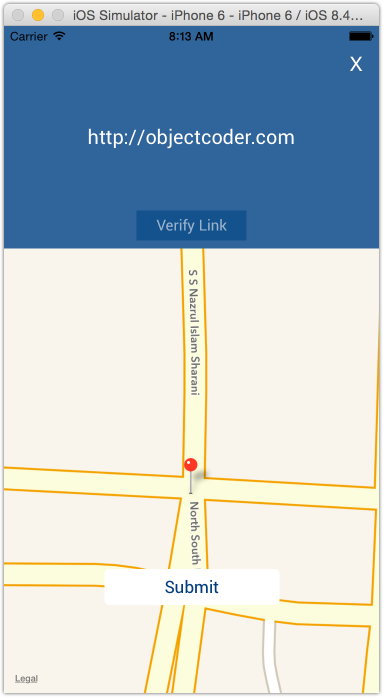 iOS Simulator - iPhone 6 - iPhone 6 / iOS 8.4...
Carrier
8:13 AM
X
http://objectcoder.com
Verify Link
S S Nazrul Islam Sharani
North South
Submit
Legal